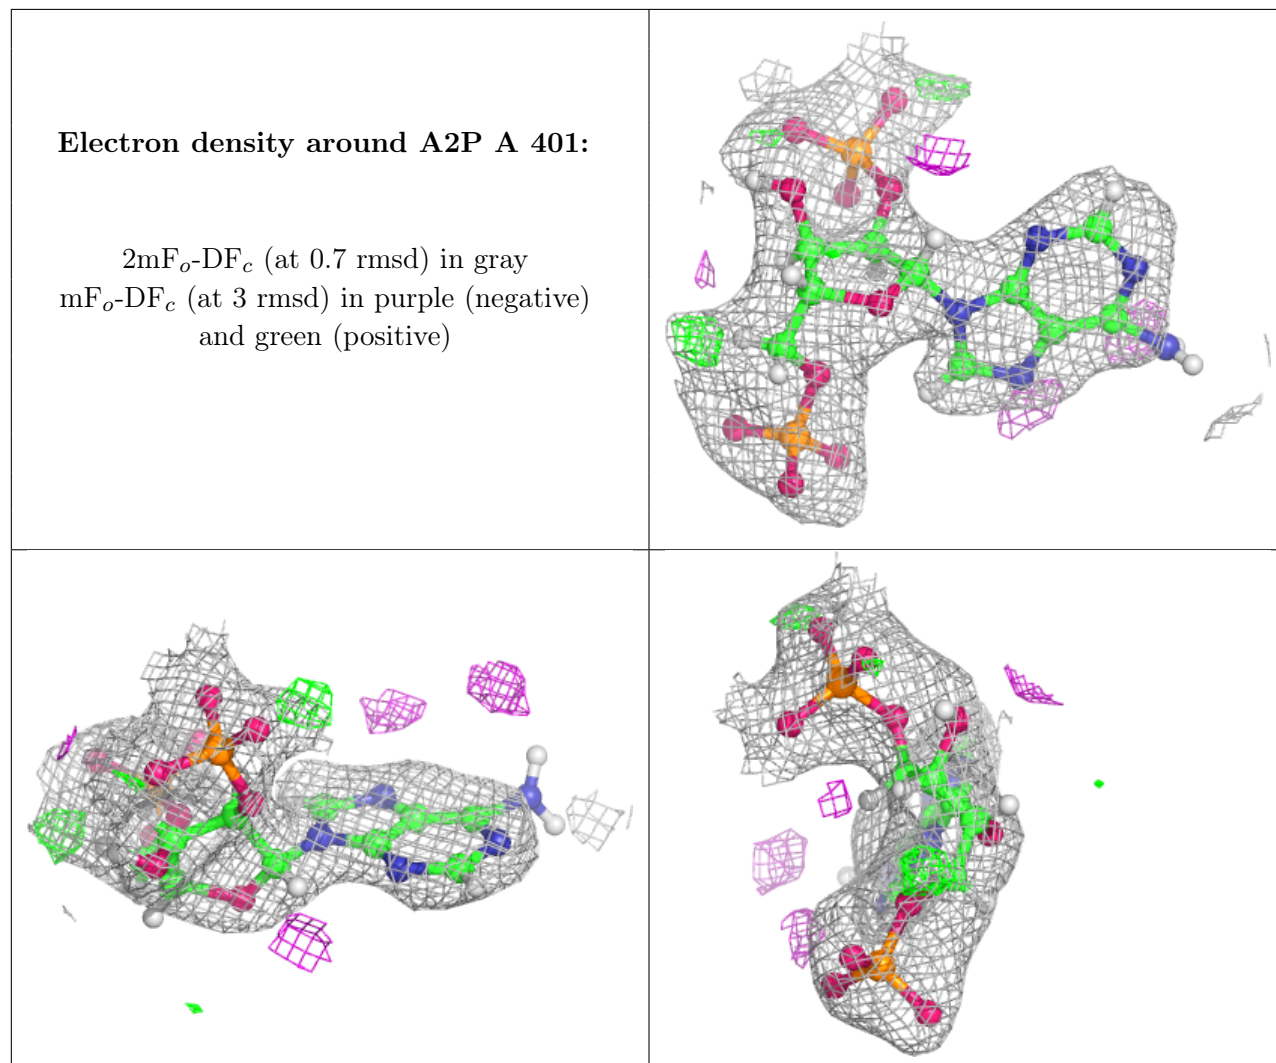 Electron density around A2P A 401:
2mFo-DFc (at 0.7 rmsd) in gray
mFo-DFc (at 3 rmsd) in purple (negative)
and green (positive)